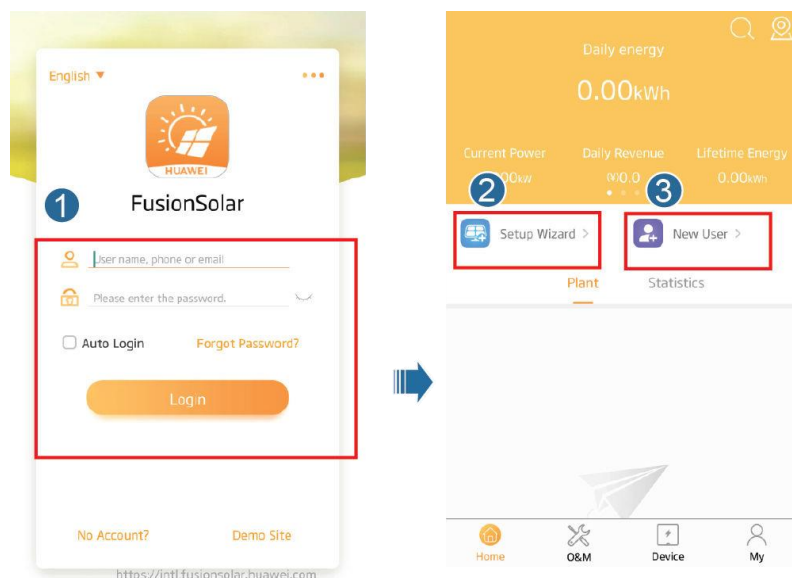 English ▼
HUAWEI
1
FusionSolar
User name, phone or email
Please enter the password.
Auto Login
Forgot Password?
Login
No Account?
Demo Site
https://intl.fusionsolar.huawei.com
Daily energy
0.00kWh
Current Power
Daily Revenue
Lifetime Energy
0.00kWh
2
3
Setup Wizard >
New User >
Plant
Statistics
Home
O&M
Device
My